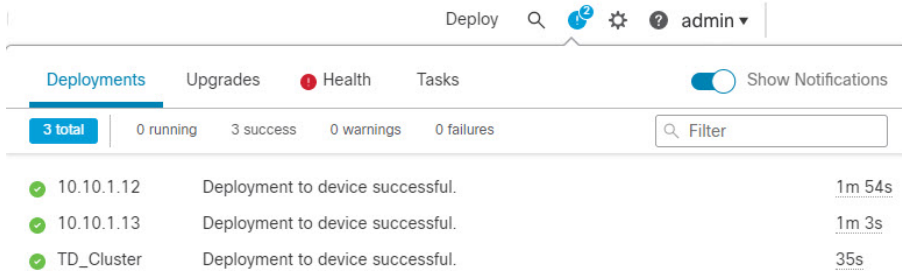 Deploy 2 ? admin
Deployments Upgrades ! Health Tasks Show Notifications
3 total 0 running 3 success 0 warnings 0 failures Filter
10.10.1.12 Deployment to device successful. 1m 54s
10.10.1.13 Deployment to device successful. 1m 3s
TD_Cluster Deployment to device successful. 35s